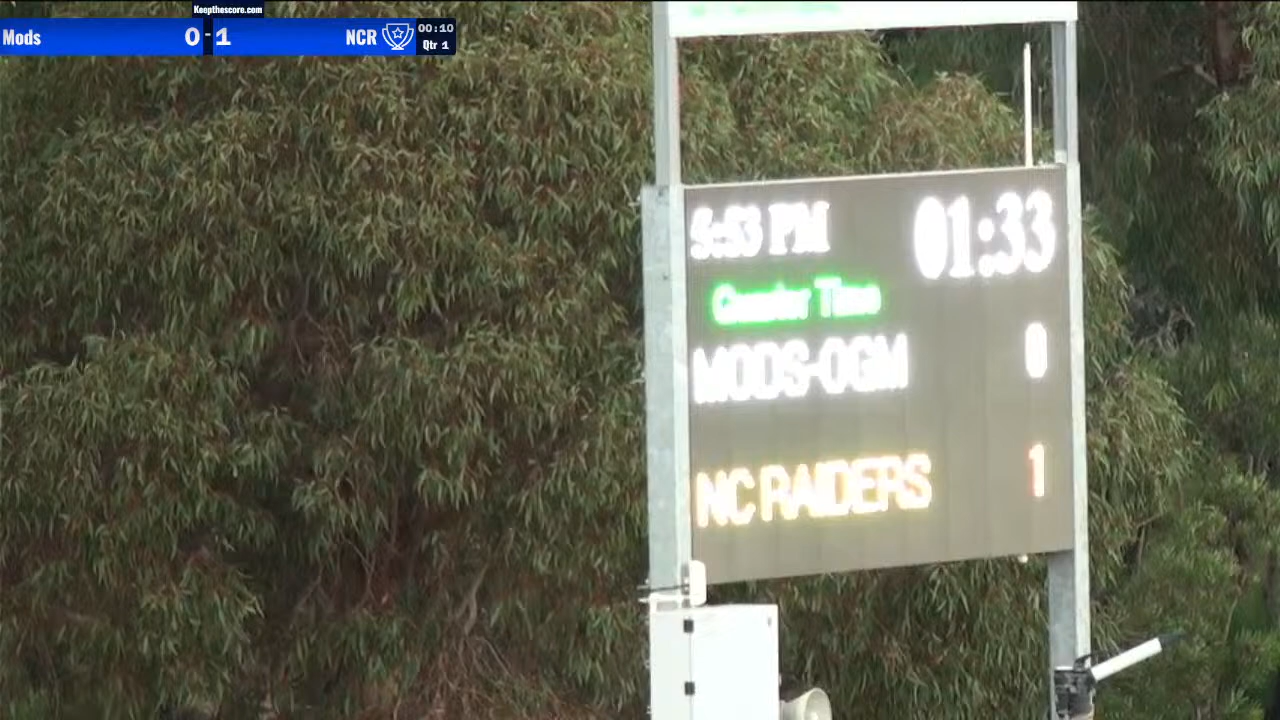 Keepthescore.com
Mods 0 - 1 NCR 00:10
Qtr 1
5:53 PM 01:33
Quarter Time
MODS-OGM 0
NC RAIDERS 1